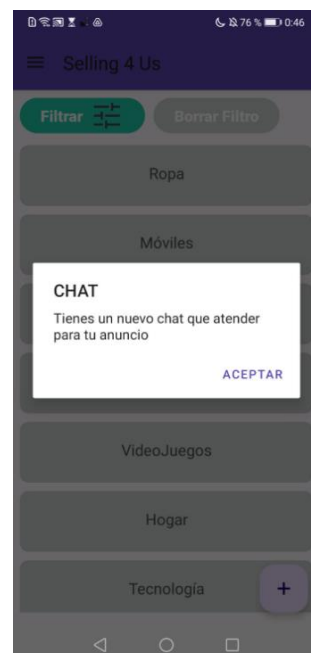 76 % 0:46
Selling 4 Us
Filtrar
Borrar Filtro
Ropa
Móviles
CHAT
Tienes un nuevo chat que atender
para tu anuncio
ACEPTAR
VideoJuegos
Hogar
Tecnología
+